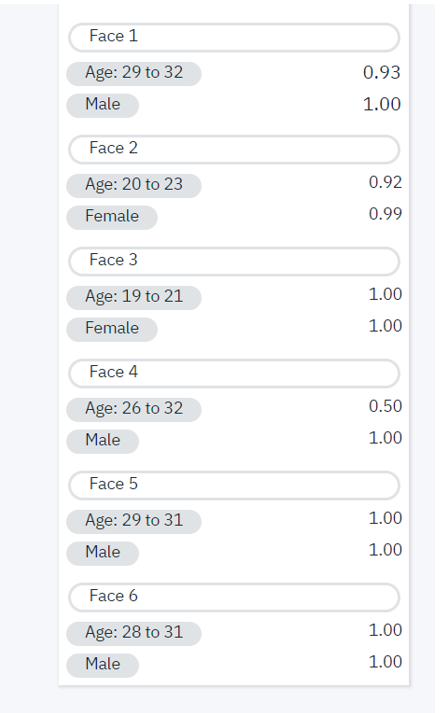 Face 1
Age: 29 to 32 0.93
Male 1.00
Face 2
Age: 20 to 23 0.92
Female 0.99
Face 3
Age: 19 to 21 1.00
Female 1.00
Face 4
Age: 26 to 32 0.50
Male 1.00
Face 5
Age: 29 to 31 1.00
Male 1.00
Face 6
Age: 28 to 31 1.00
Male 1.00